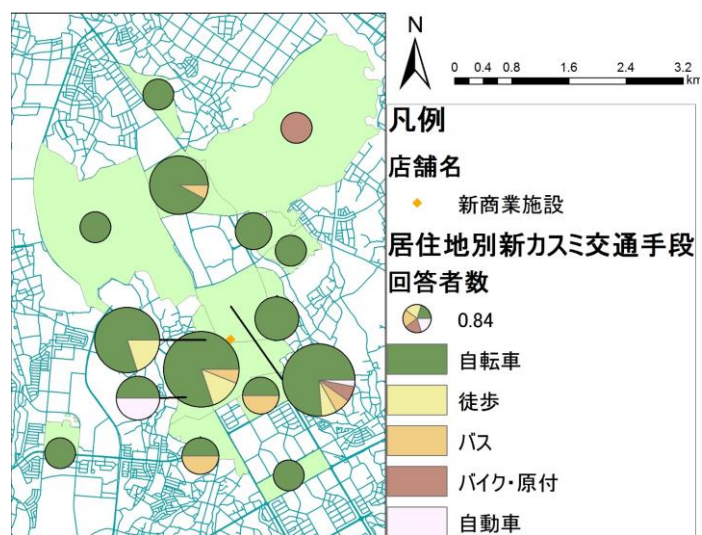 N
0 0.4 0.8 1.6 2.4 3.2
km
凡例
店舗名
新商業施設
居住地別新カスミ交通手段
回答者数
0.84
自転車
徒歩
バス
バイク・原付
自動車